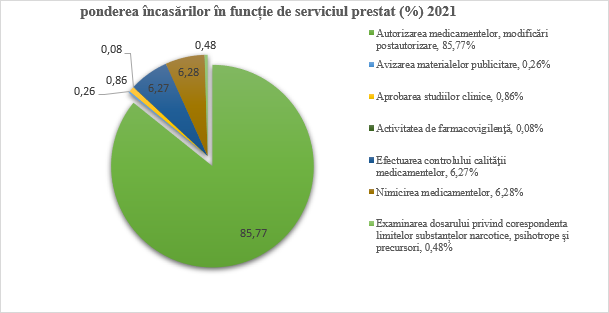 ponderea încasărilor în funcție de serviciul prestat (%) 2021
0,48
0,08
6,28
6,27
0,86
0,26
85,77
Autorizarea medicamentelor, modificări
postautorizare, 85,77%
Avizarea materialelor publicitare, 0,26%
Aprobarea studiilor clinice, 0,86%
Activitatea de farmacovigilență, 0,08%
Efectuarea controlului calității
medicamentelor, 6,27%
Nimicirea medicamentelor, 6,28%
Examinarea dosarului privind corespondenta
limitelor substanțelor narcotice, psihotrope și
precursori, 0,48%